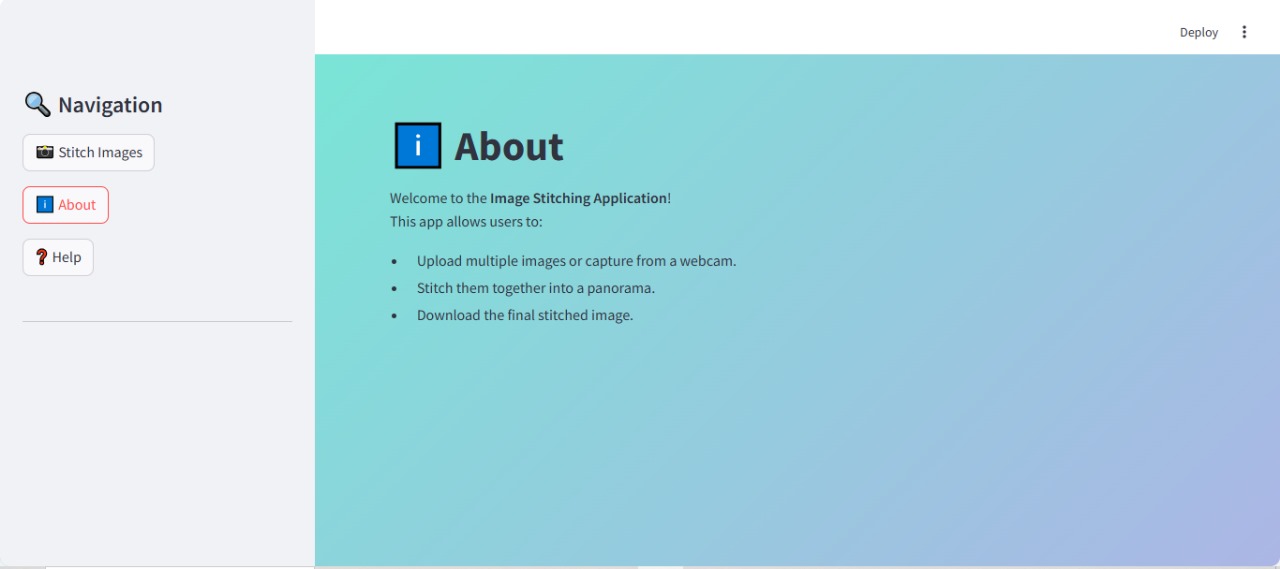 Deploy
Navigation
Stitch Images
About
Help
About
Welcome to the Image Stitching Application!
This app allows users to:
Upload multiple images or capture from a webcam.
Stitch them together into a panorama.
Download the final stitched image.